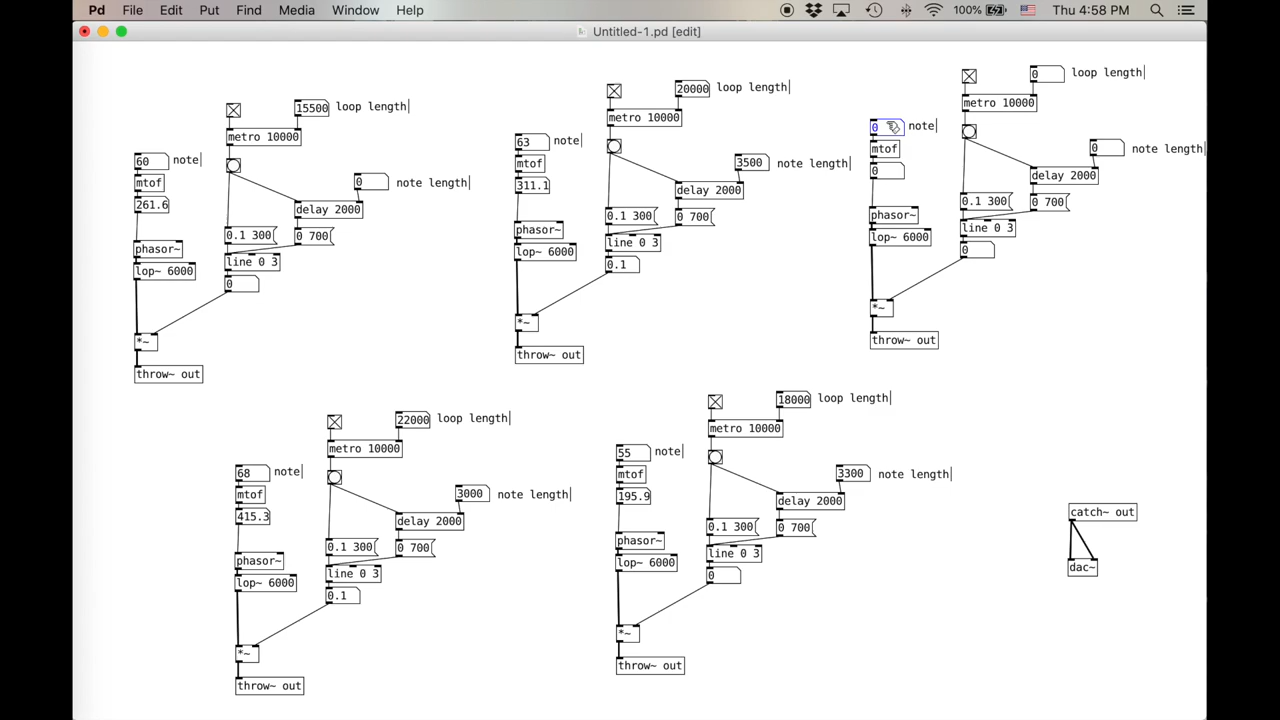 Pd File Edit Put Find Media Window Help 100% Thu 4:58 PM
Untitled-1.pd [edit]
15500 loop length
metro 10000
60 note
mtof
0 note length
261.6
delay 2000
0.1 300
0 700
phasor~
line 0 3
lop~ 6000
0
*~
throw~ out
20000 loop length
metro 10000
63 note
mtof
3500 note length
311.1
delay 2000
0.1 300
0 700
phasor~
line 0 3
lop~ 6000
0.1
*~
throw~ out
0 loop length
metro 10000
0 note
mtof
0 note length
0
delay 2000
0.1 300
0 700
phasor~
line 0 3
lop~ 6000
0
*~
throw~ out
22000 loop length
metro 10000
68 note
mtof
3000 note length
415.3
delay 2000
0.1 300
0 700
phasor~
line 0 3
lop~ 6000
0.1
*~
throw~ out
18000 loop length
metro 10000
55 note
mtof
3300 note length
195.9
delay 2000
0.1 300
0 700
phasor~
line 0 3
lop~ 6000
0
*~
throw~ out
catch~ out
dac~